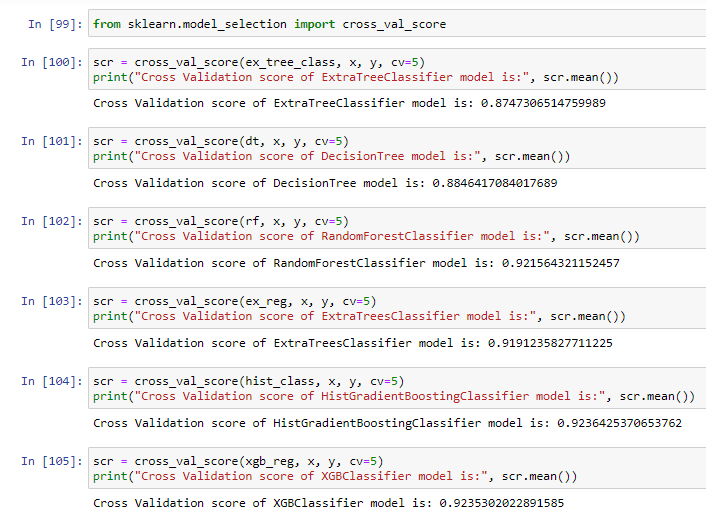 In [99]: from sklearn.model_selection import cross_val_score
In [100]: scr = cross_val_score(ex_tree_class, x, y, cv=5)
print("Cross Validation score of ExtraTreeClassifier model is:", scr.mean())
Cross Validation score of ExtraTreeClassifier model is: 0.8747306514759989
In [101]: scr = cross_val_score(dt, x, y, cv=5)
print("Cross Validation score of DecisionTree model is:", scr.mean())
Cross Validation score of DecisionTree model is: 0.8846417084017689
In [102]: scr = cross_val_score(rf, x, y, cv=5)
print("Cross Validation score of RandomForestClassifier model is:", scr.mean())
Cross Validation score of RandomForestClassifier model is: 0.921564321152457
In [103]: scr = cross_val_score(ex_reg, x, y, cv=5)
print("Cross Validation score of ExtraTreesClassifier model is:", scr.mean())
Cross Validation score of ExtraTreesClassifier model is: 0.9191235827711225
In [104]: scr = cross_val_score(hist_class, x, y, cv=5)
print("Cross Validation score of HistGradientBoostingClassifier model is:", scr.mean())
Cross Validation score of HistGradientBoostingClassifier model is: 0.9236425370653762
In [105]: scr = cross_val_score(xgb_reg, x, y, cv=5)
print("Cross Validation score of XGBClassifier model is:", scr.mean())
Cross Validation score of XGBClassifier model is: 0.9235302022891585